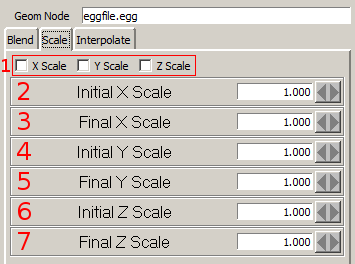 Geom Node eggfile.egg
Blend Scale Interpolate
1 X Scale Y Scale Z Scale
2 Initial X Scale 1.000
3 Final X Scale 1.000
4 Initial Y Scale 1.000
5 Final Y Scale 1.000
6 Initial Z Scale 1.000
7 Final Z Scale 1.000